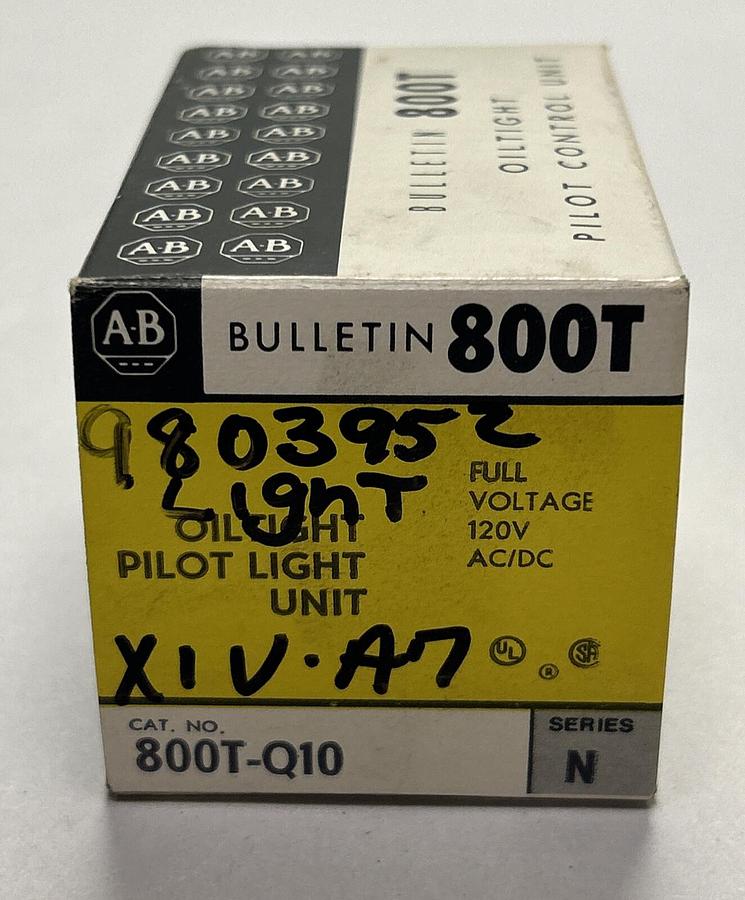 A-B A-B
A-B A-B
A-B A-B
A-B A-B
A-B A-B
A-B A-B
A-B A-B
A-B A-B
A-B A-B
BULLETIN 800T
OILTIGHT
PILOT CONTROL UNIT
A-B BULLETIN 800T
9803952
LighT
OILTIGHT
PILOT LIGHT
UNIT
FULL
VOLTAGE
120V
AC/DC
XIV·A7
UL ® SA
CAT. NO.
800T-Q10
SERIES
N